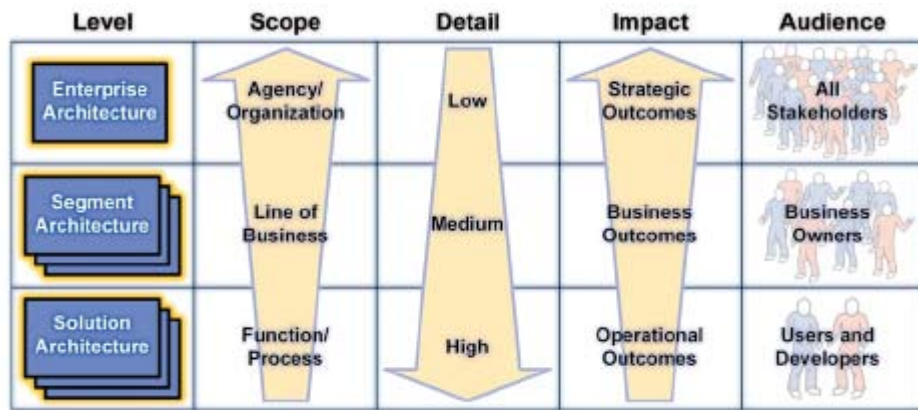 Level Scope Detail Impact Audience
Enterprise
Architecture
Agency/
Organization
Low
Strategic
Outcomes
All
Stakeholders
Segment
Architecture
Line of
Business
Medium
Business
Outcomes
Business
Owners
Solution
Architecture
Function/
Process
High
Operational
Outcomes
Users and
Developers